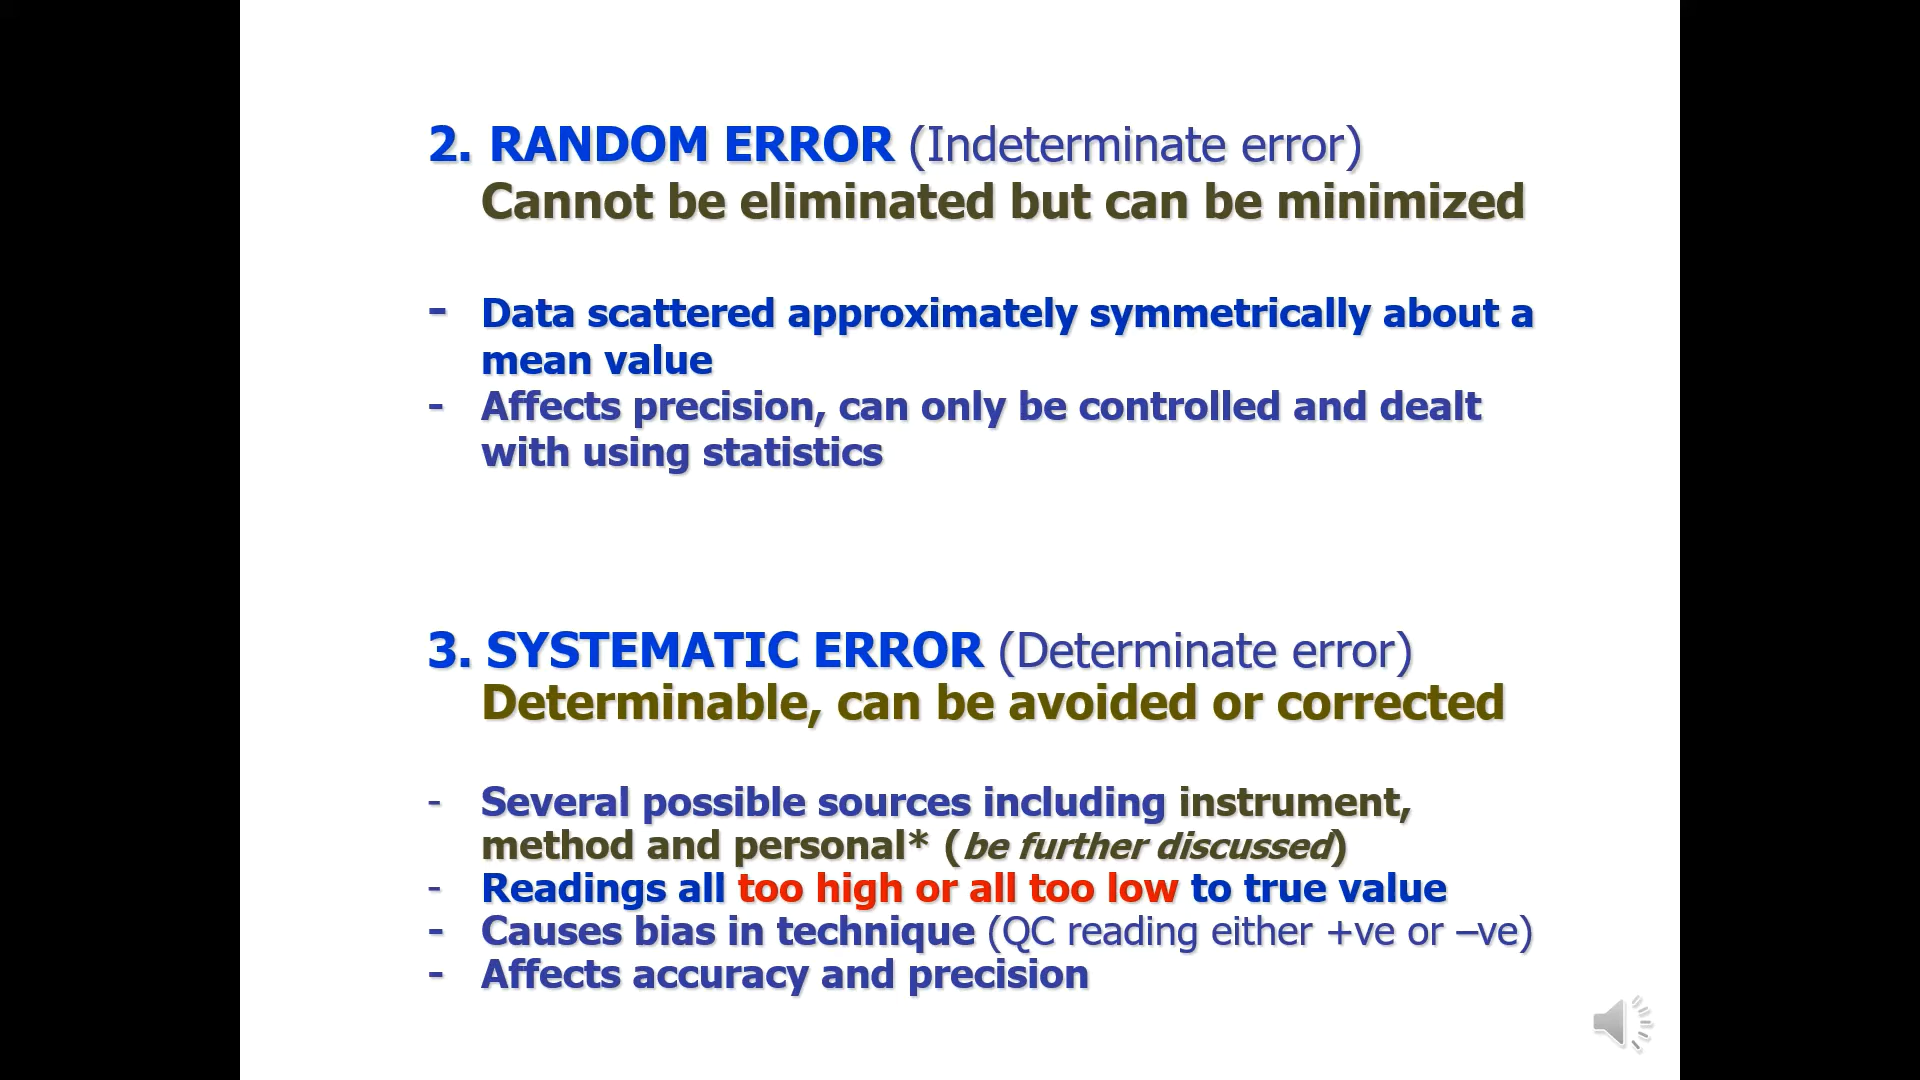 2. RANDOM ERROR (Indeterminate error)
Cannot be eliminated but can be minimized
- Data scattered approximately symmetrically about a
mean value
- Affects precision, can only be controlled and dealt
with using statistics
3. SYSTEMATIC ERROR (Determinate error)
Determinable, can be avoided or corrected
- Several possible sources including instrument,
method and personal* (be further discussed)
- Readings all too high or all too low to true value
- Causes bias in technique (QC reading either +ve or –ve)
- Affects accuracy and precision